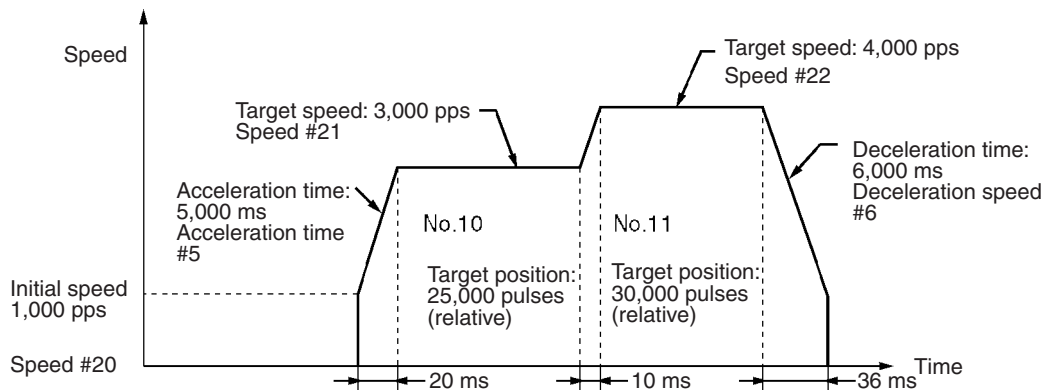 Speed
Target speed: 4,000 pps
Speed #22
Target speed: 3,000 pps
Speed #21
Acceleration time:
5,000 ms
Acceleration time
#5
Deceleration time:
6,000 ms
Deceleration speed
#6
No.10
No.11
Target position:
25,000 pulses
(relative)
Target position:
30,000 pulses
(relative)
Initial speed
1,000 pps
Speed #20
Time
20 ms
10 ms
36 ms